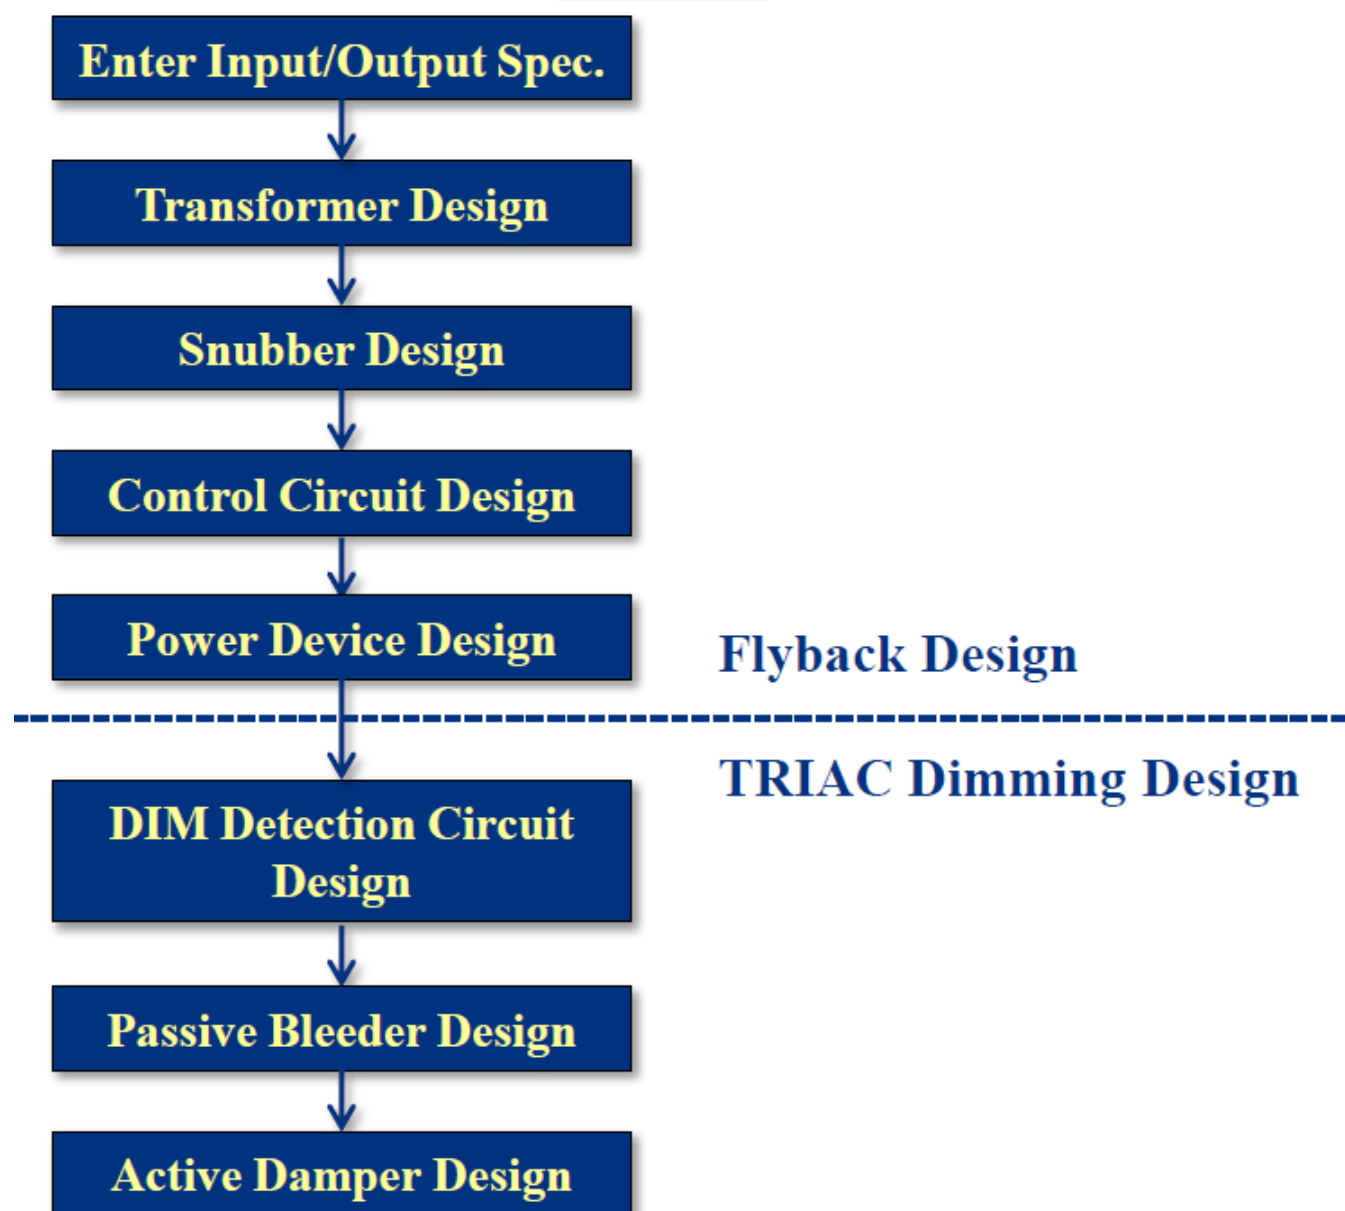 Enter Input/Output Spec.
Transformer Design
Snubber Design
Control Circuit Design
Power Device Design
Flyback Design
TRIAC Dimming Design
DIM Detection Circuit
Design
Passive Bleeder Design
Active Damper Design